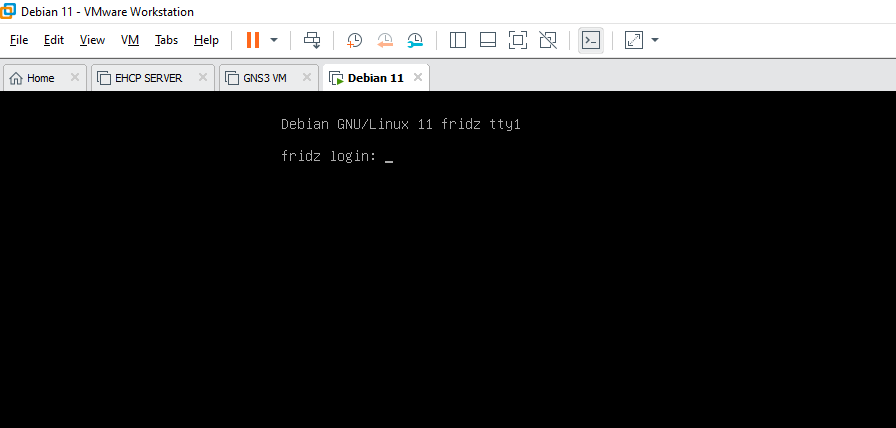 Debian 11 - VMware Workstation
File Edit View VM Tabs Help
Home EHCP SERVER GNS3 VM Debian 11
Debian GNU/Linux 11 fridz tty1
fridz login: _